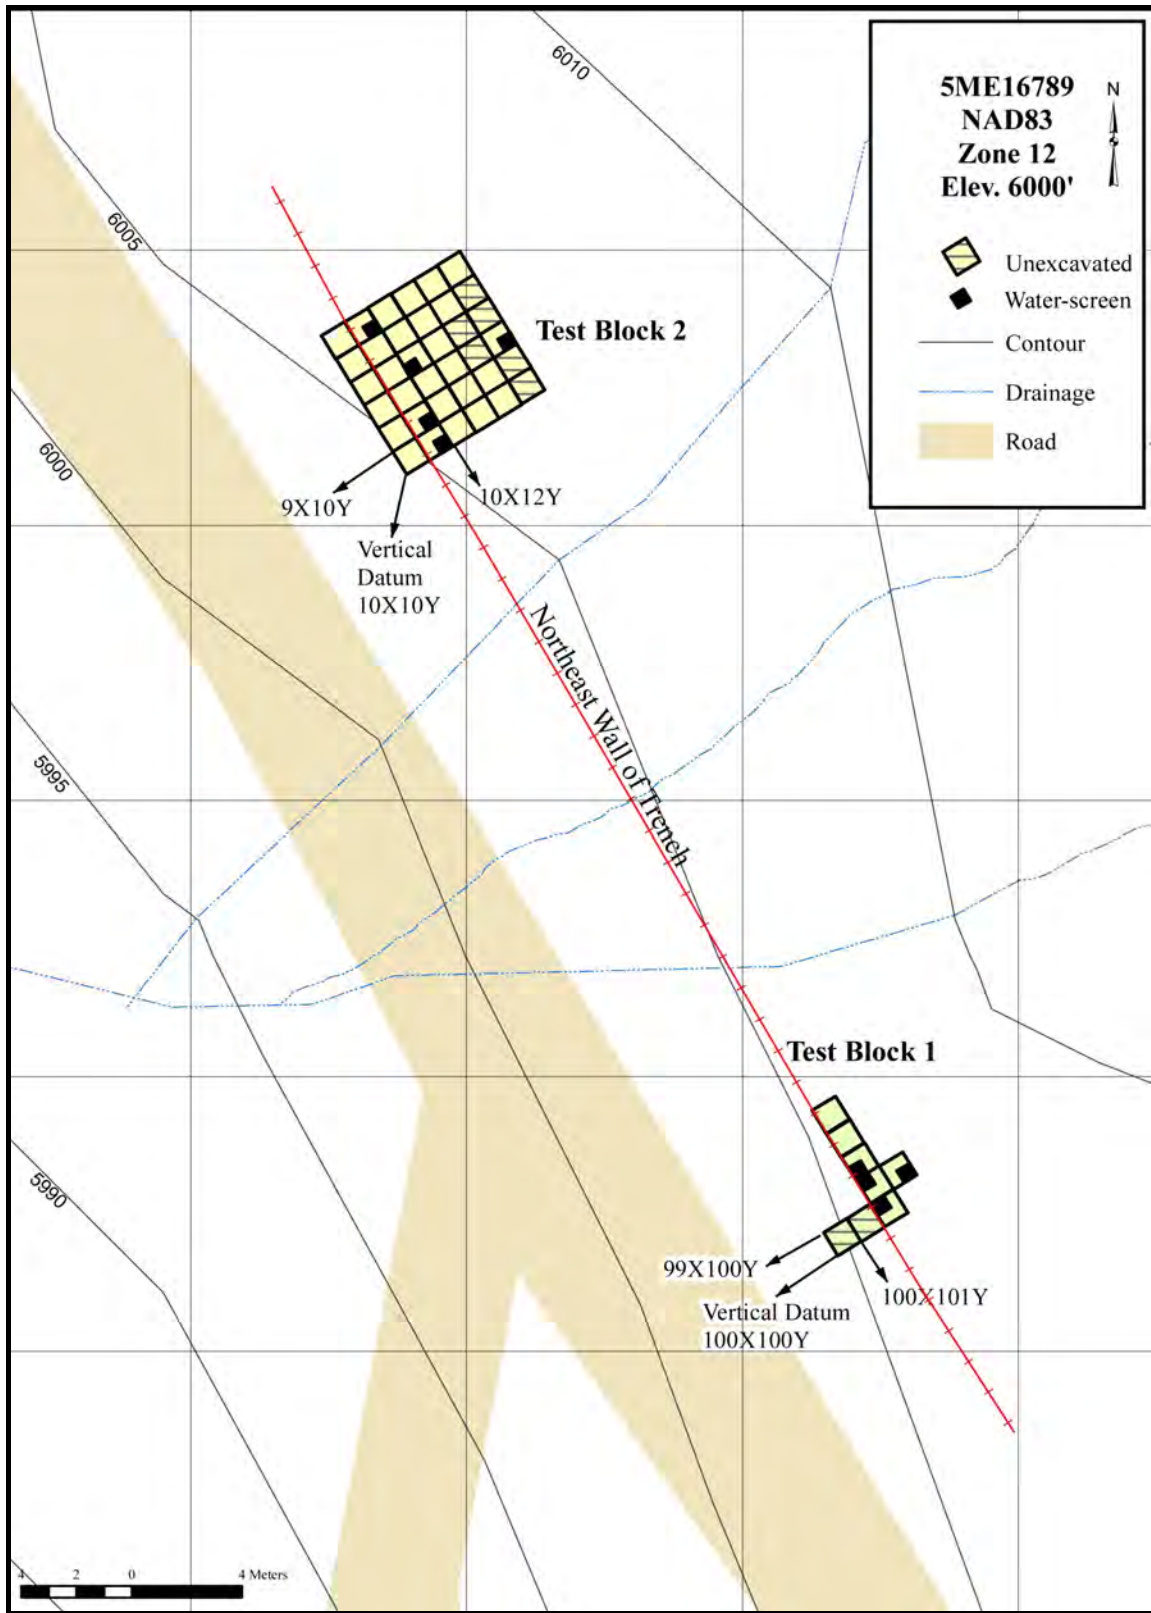 6010
5ME16789
NAD83
Zone 12
Elev. 6000'
N
6005
Unexcavated
Water-screen
Contour
Drainage
Road
Test Block 2
6000
9X10Y
10X12Y
Vertical
Datum
10X10Y
Northeast Wall of Trench
5995
Test Block 1
5990
99X100Y
100X101Y
Vertical Datum
100X100Y
4 2 0 4 Meters